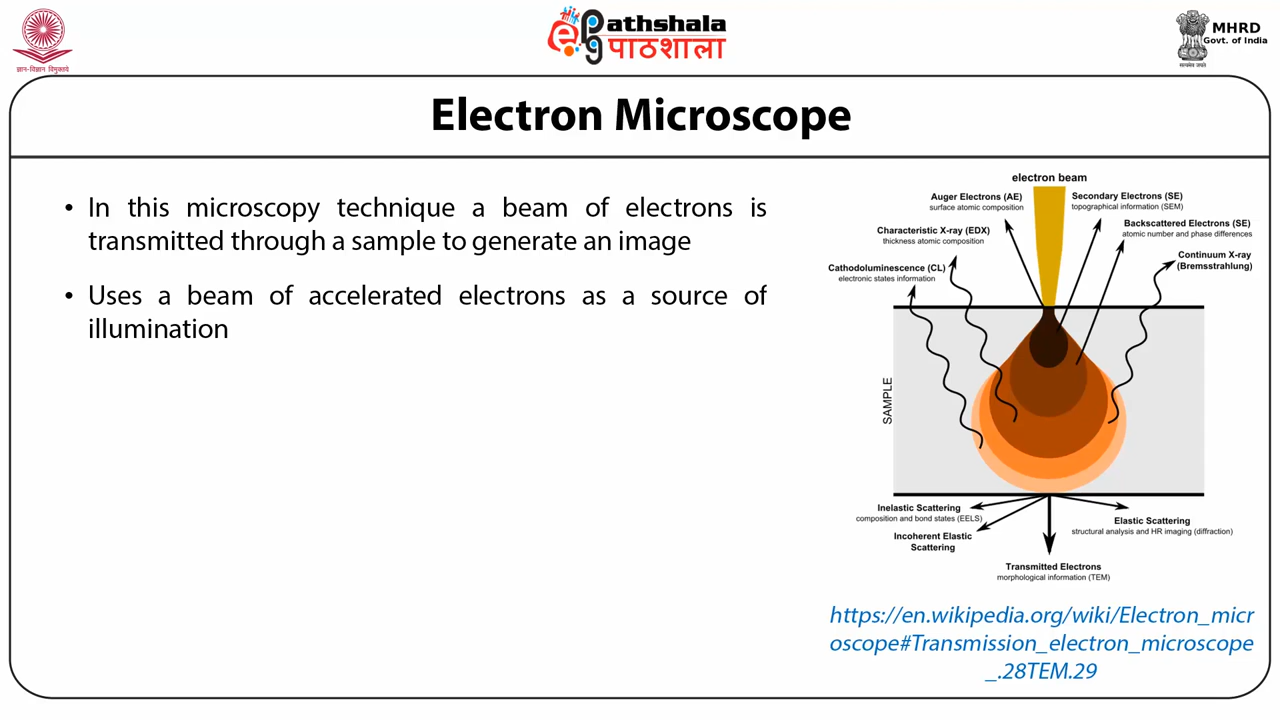 ज्ञान-विज्ञान विमुक्तये
epg
athshala
पाठशाला
MHRD
Govt. of India
सत्यमेव जयते
Electron Microscope
• In this microscopy technique a beam of electrons is
transmitted through a sample to generate an image
• Uses a beam of accelerated electrons as a source of
illumination
electron beam
Auger Electrons (AE)
surface atomic composition
Secondary Electrons (SE)
topographical information (SEM)
Characteristic X-ray (EDX)
thickness atomic composition
Backscattered Electrons (SE)
atomic number and phase differences
Cathodoluminescence (CL)
electronic states information
Continuum X-ray
(Bremsstrahlung)
SAMPLE
Inelastic Scattering
composition and bond states (EELS)
Incoherent Elastic
Scattering
Elastic Scattering
structural analysis and HR imaging (diffraction)
Transmitted Electrons
morphological information (TEM)
https://en.wikipedia.org/wiki/Electron_micr
oscope#Transmission_electron_microscope
_.28TEM.29